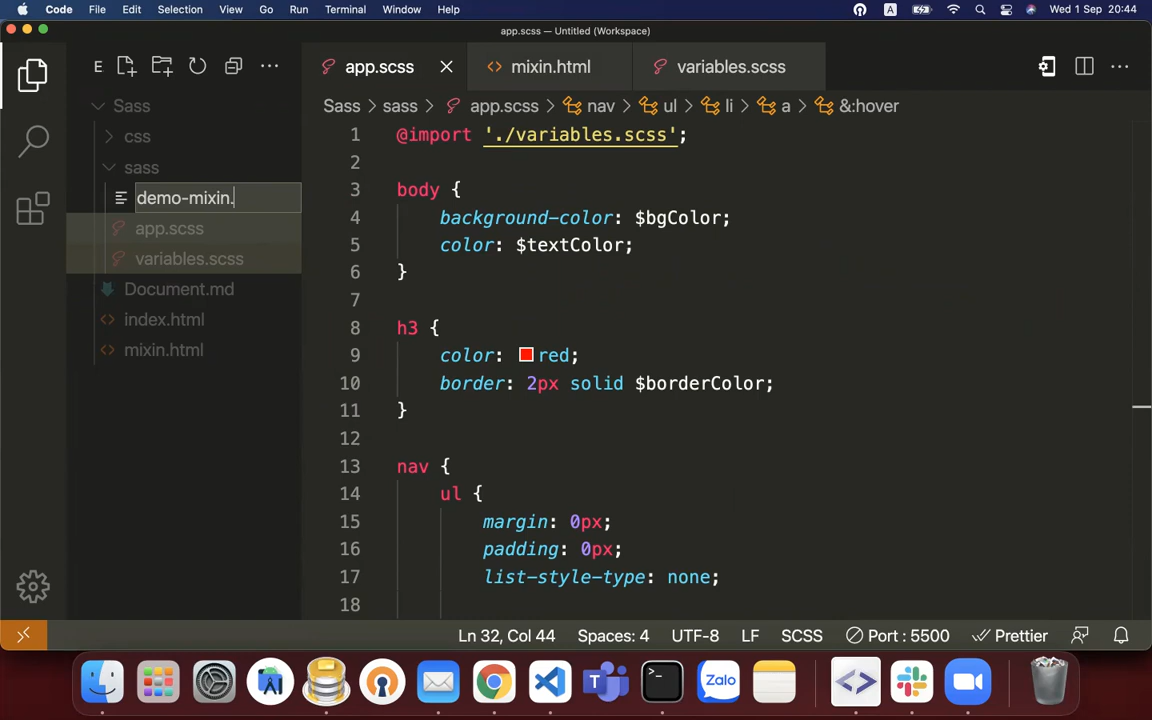 Code File Edit Selection View Go Run Terminal Window Help A Wed 1 Sep 20:44
app.scss — Untitled (Workspace)
E app.scss mixin.html variables.scss
Sass > sass > app.scss > nav > ul > li > a > &:hover
Sass
css
sass
demo-mixin.
app.scss
variables.scss
Document.md
index.html
mixin.html
1 @import './variables.scss';
2
3 body {
4 background-color: $bgColor;
5 color: $textColor;
6 }
7
8 h3 {
9 color: red;
10 border: 2px solid $borderColor;
11 }
12
13 nav {
14 ul {
15 margin: 0px;
16 padding: 0px;
17 list-style-type: none;
18
Ln 32, Col 44 Spaces: 4 UTF-8 LF SCSS Port : 5500 Prettier
Zalo